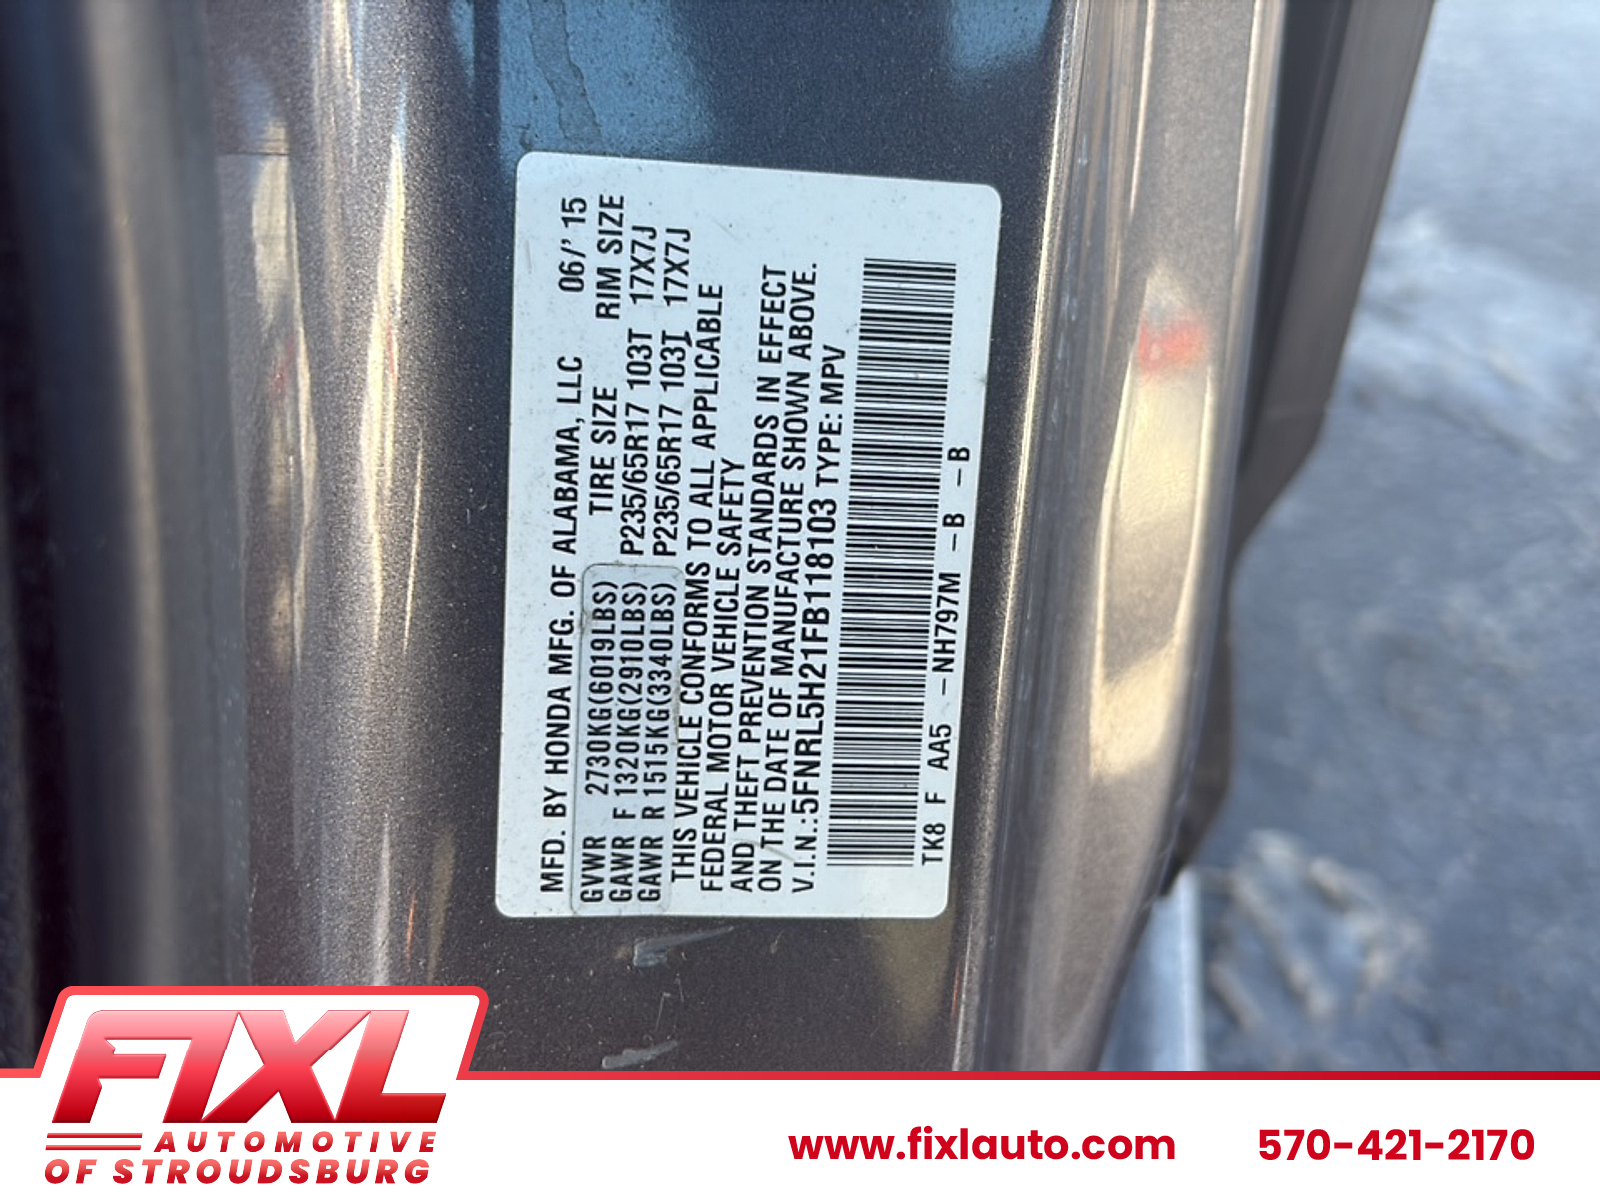 MFD. BY HONDA MFG. OF ALABAMA, LLC 06/' 15
GVWR 2730KG(6019LBS) TIRE SIZE RIM SIZE
GAWR F 1320KG(2910LBS) P235/65R17 103T 17X7J
GAWR R 1515KG(3340LBS) P235/65R17 103T 17X7J
THIS VEHICLE CONFORMS TO ALL APPLICABLE
FEDERAL MOTOR VEHICLE SAFETY
AND THEFT PREVENTION STANDARDS IN EFFECT
ON THE DATE OF MANUFACTURE SHOWN ABOVE.
V.I.N.:5FNRL5H21FB118103 TYPE: MPV
TK8 F AA5 -NH797M -B -B
FIXL
AUTOMOTIVE
OF STROUDSBURG
www.fixlauto.com 570-421-2170